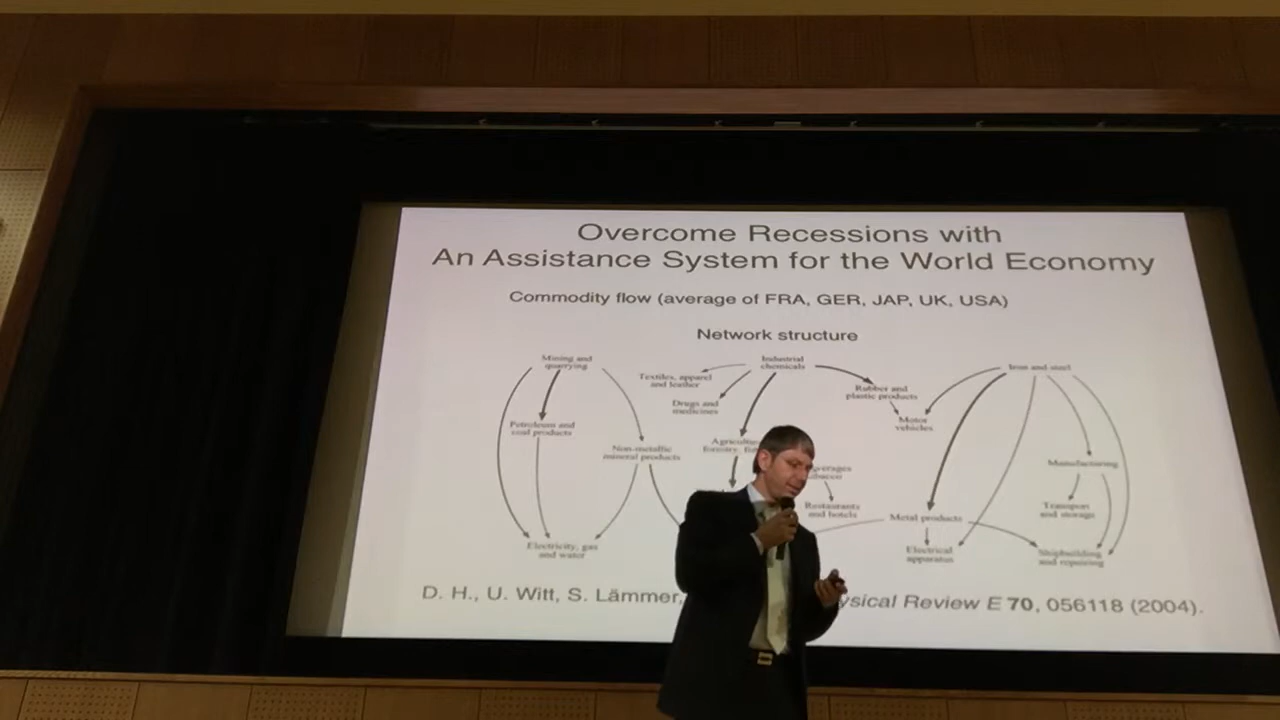 Overcome Recessions with
An Assistance System for the World Economy
Commodity flow (average of FRA, GER, JAP, UK, USA)
Network structure
Mining and
quarrying
Industrial
chemicals
Iron and steel
Textiles, apparel
and leather
Rubber and
plastic products
Drugs and
medicines
Motor
vehicles
Petroleum and
coal products
Non-metallic
mineral products
Manufacturing
Restaurants
and hotels
Transport
and storage
Metal products
Electricity, gas
and water
Electrical
apparatus
Shipbuilding
and repairing
D. H., U. Witt, S. Lämmer,
Review E 70, 056118 (2004).